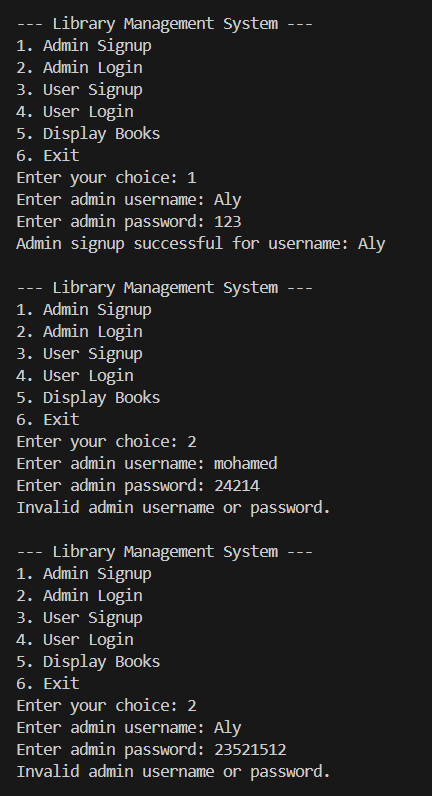 --- Library Management System ---
1. Admin Signup
2. Admin Login
3. User Signup
4. User Login
5. Display Books
6. Exit
Enter your choice: 1
Enter admin username: Aly
Enter admin password: 123
Admin signup successful for username: Aly
--- Library Management System ---
1. Admin Signup
2. Admin Login
3. User Signup
4. User Login
5. Display Books
6. Exit
Enter your choice: 2
Enter admin username: mohamed
Enter admin password: 24214
Invalid admin username or password.
--- Library Management System ---
1. Admin Signup
2. Admin Login
3. User Signup
4. User Login
5. Display Books
6. Exit
Enter your choice: 2
Enter admin username: Aly
Enter admin password: 23521512
Invalid admin username or password.